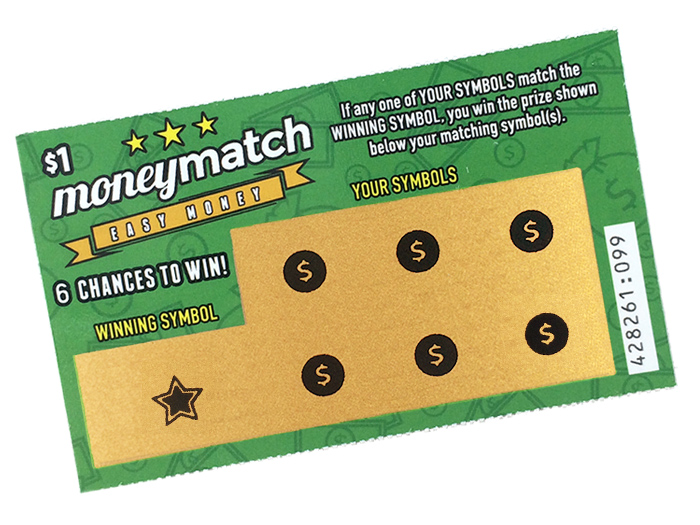 $1
moneymatch
EASY MONEY
6 CHANCES TO WIN!
WINNING SYMBOL
If any one of YOUR SYMBOLS match the
WINNING SYMBOL, you win the prize shown
below your matching symbol(s).
YOUR SYMBOLS
$ $ $
$ $ $
428261:099